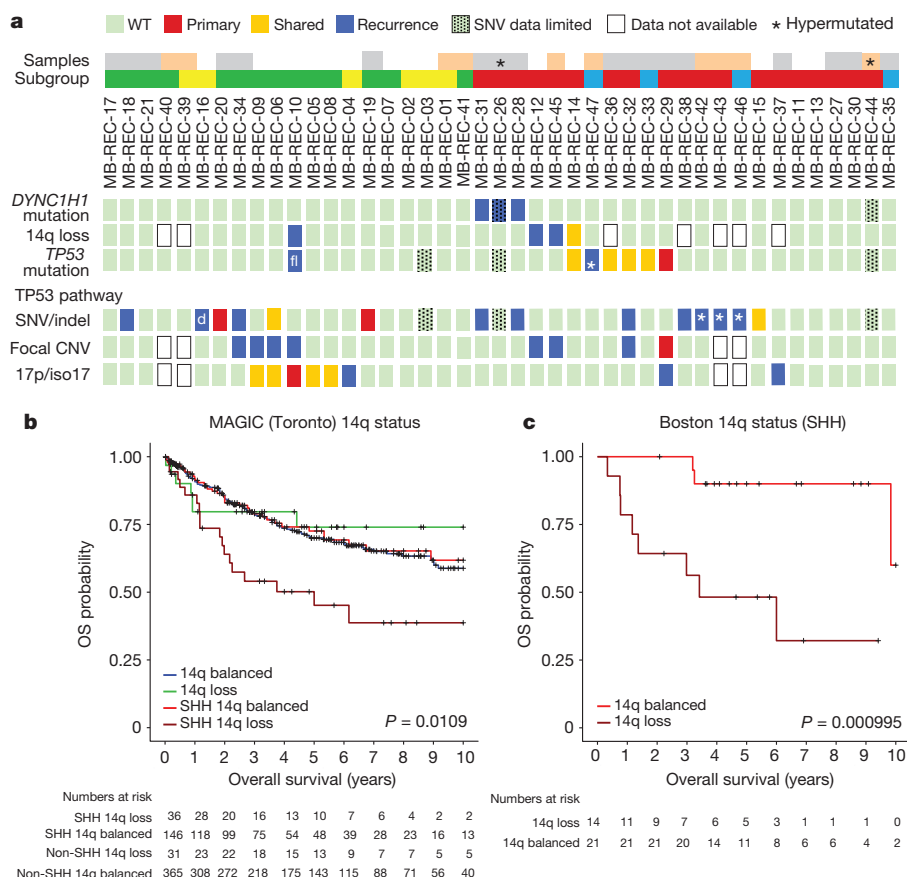 a
WT Primary Shared Recurrence SNV data limited Data not available * Hypermutated
Samples * *
Subgroup
MB-REC-17 MB-REC-18 MB-REC-21 MB-REC-40 MB-REC-39 MB-REC-16 MB-REC-20 MB-REC-34 MB-REC-09 MB-REC-06 MB-REC-10 MB-REC-05 MB-REC-08 MB-REC-04 MB-REC-19 MB-REC-07 MB-REC-02 MB-REC-03 MB-REC-01 MB-REC-41 MB-REC-31 MB-REC-26 MB-REC-28 MB-REC-12 MB-REC-45 MB-REC-14 MB-REC-47 MB-REC-36 MB-REC-32 MB-REC-33 MB-REC-29 MB-REC-38 MB-REC-42 MB-REC-43 MB-REC-46 MB-REC-15 MB-REC-37 MB-REC-11 MB-REC-13 MB-REC-27 MB-REC-30 MB-REC-44 MB-REC-35
DYNC1H1
mutation
14q loss
TP53
mutation fl *
TP53 pathway
SNV/indel d * * *
Focal CNV
17p/iso17
b
MAGIC (Toronto) 14q status
1.00
0.75
0.50
0.25
0
OS probability
14q balanced
14q loss
SHH 14q balanced
SHH 14q loss
P = 0.0109
0 1 2 3 4 5 6 7 8 9 10
Overall survival (years)
Numbers at risk
SHH 14q loss 36 28 20 16 13 10 7 6 4 2 2
SHH 14q balanced 146 118 99 75 54 48 39 28 23 16 13
Non-SHH 14q loss 31 23 22 18 15 13 9 7 7 5 5
Non-SHH 14q balanced 365 308 272 218 175 143 115 88 71 56 40
c
Boston 14q status (SHH)
1.00
0.75
0.50
0.25
0
OS probability
14q balanced
14q loss
P = 0.000995
0 1 2 3 4 5 6 7 8 9 10
Overall survival (years)
Numbers at risk
14q loss 14 11 9 7 6 5 3 1 1 1 0
14q balanced 21 21 21 20 14 11 8 6 6 4 2